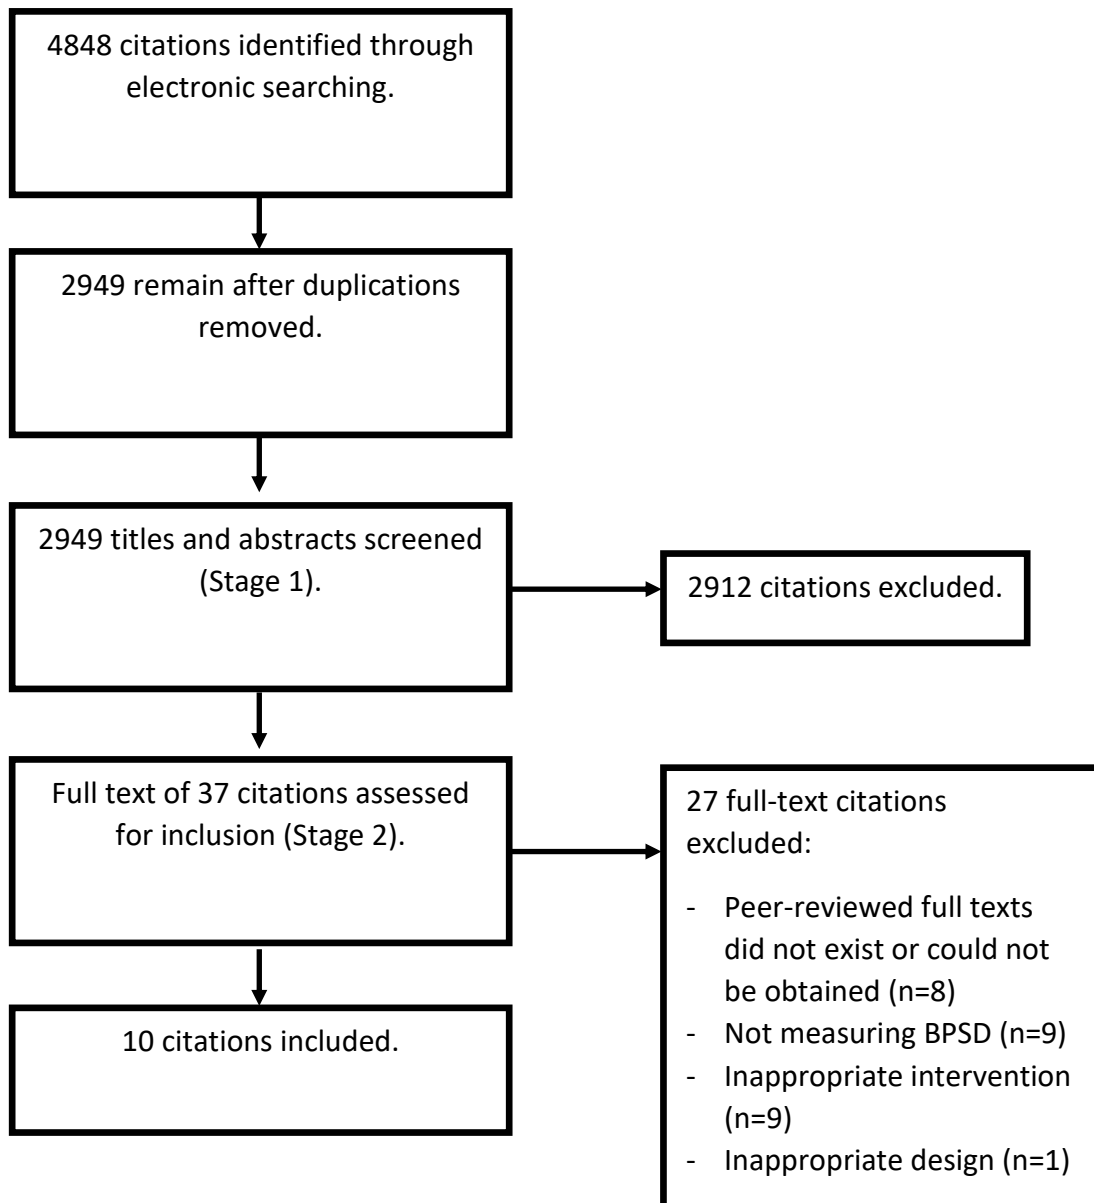 4848 citations identified through
electronic searching.
2949 remain after duplications
removed.
2949 titles and abstracts screened
(Stage 1).
2912 citations excluded.
Full text of 37 citations assessed
for inclusion (Stage 2).
27 full-text citations
excluded:
- Peer-reviewed full texts
did not exist or could not
be obtained (n=8)
- Not measuring BPSD (n=9)
- Inappropriate intervention
(n=9)
- Inappropriate design (n=1)
10 citations included.